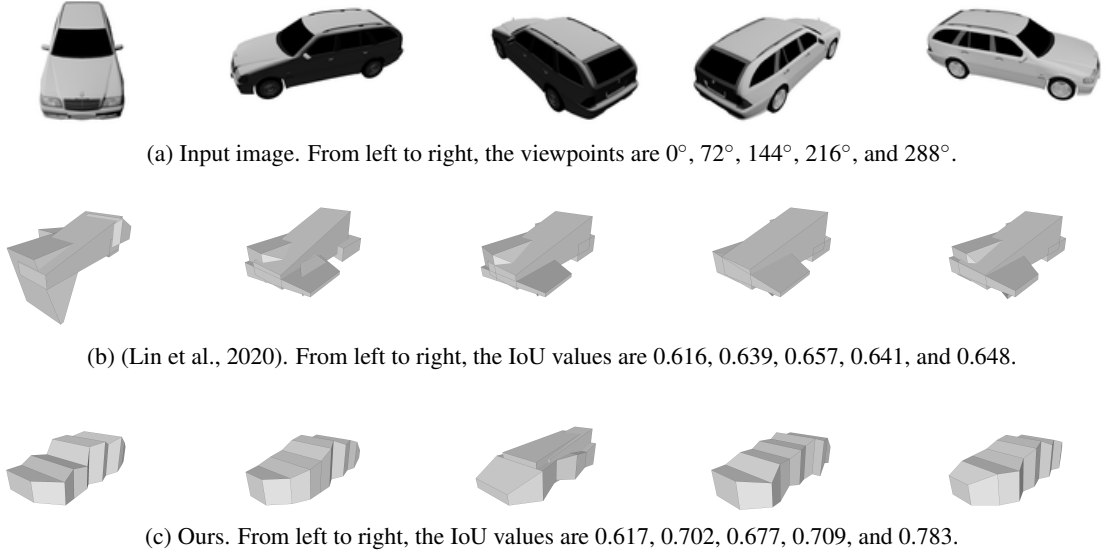 (a) Input image. From left to right, the viewpoints are 0°, 72°, 144°, 216°, and 288°.
(b) (Lin et al., 2020). From left to right, the IoU values are 0.616, 0.639, 0.657, 0.641, and 0.648.
(c) Ours. From left to right, the IoU values are 0.617, 0.702, 0.677, 0.709, and 0.783.